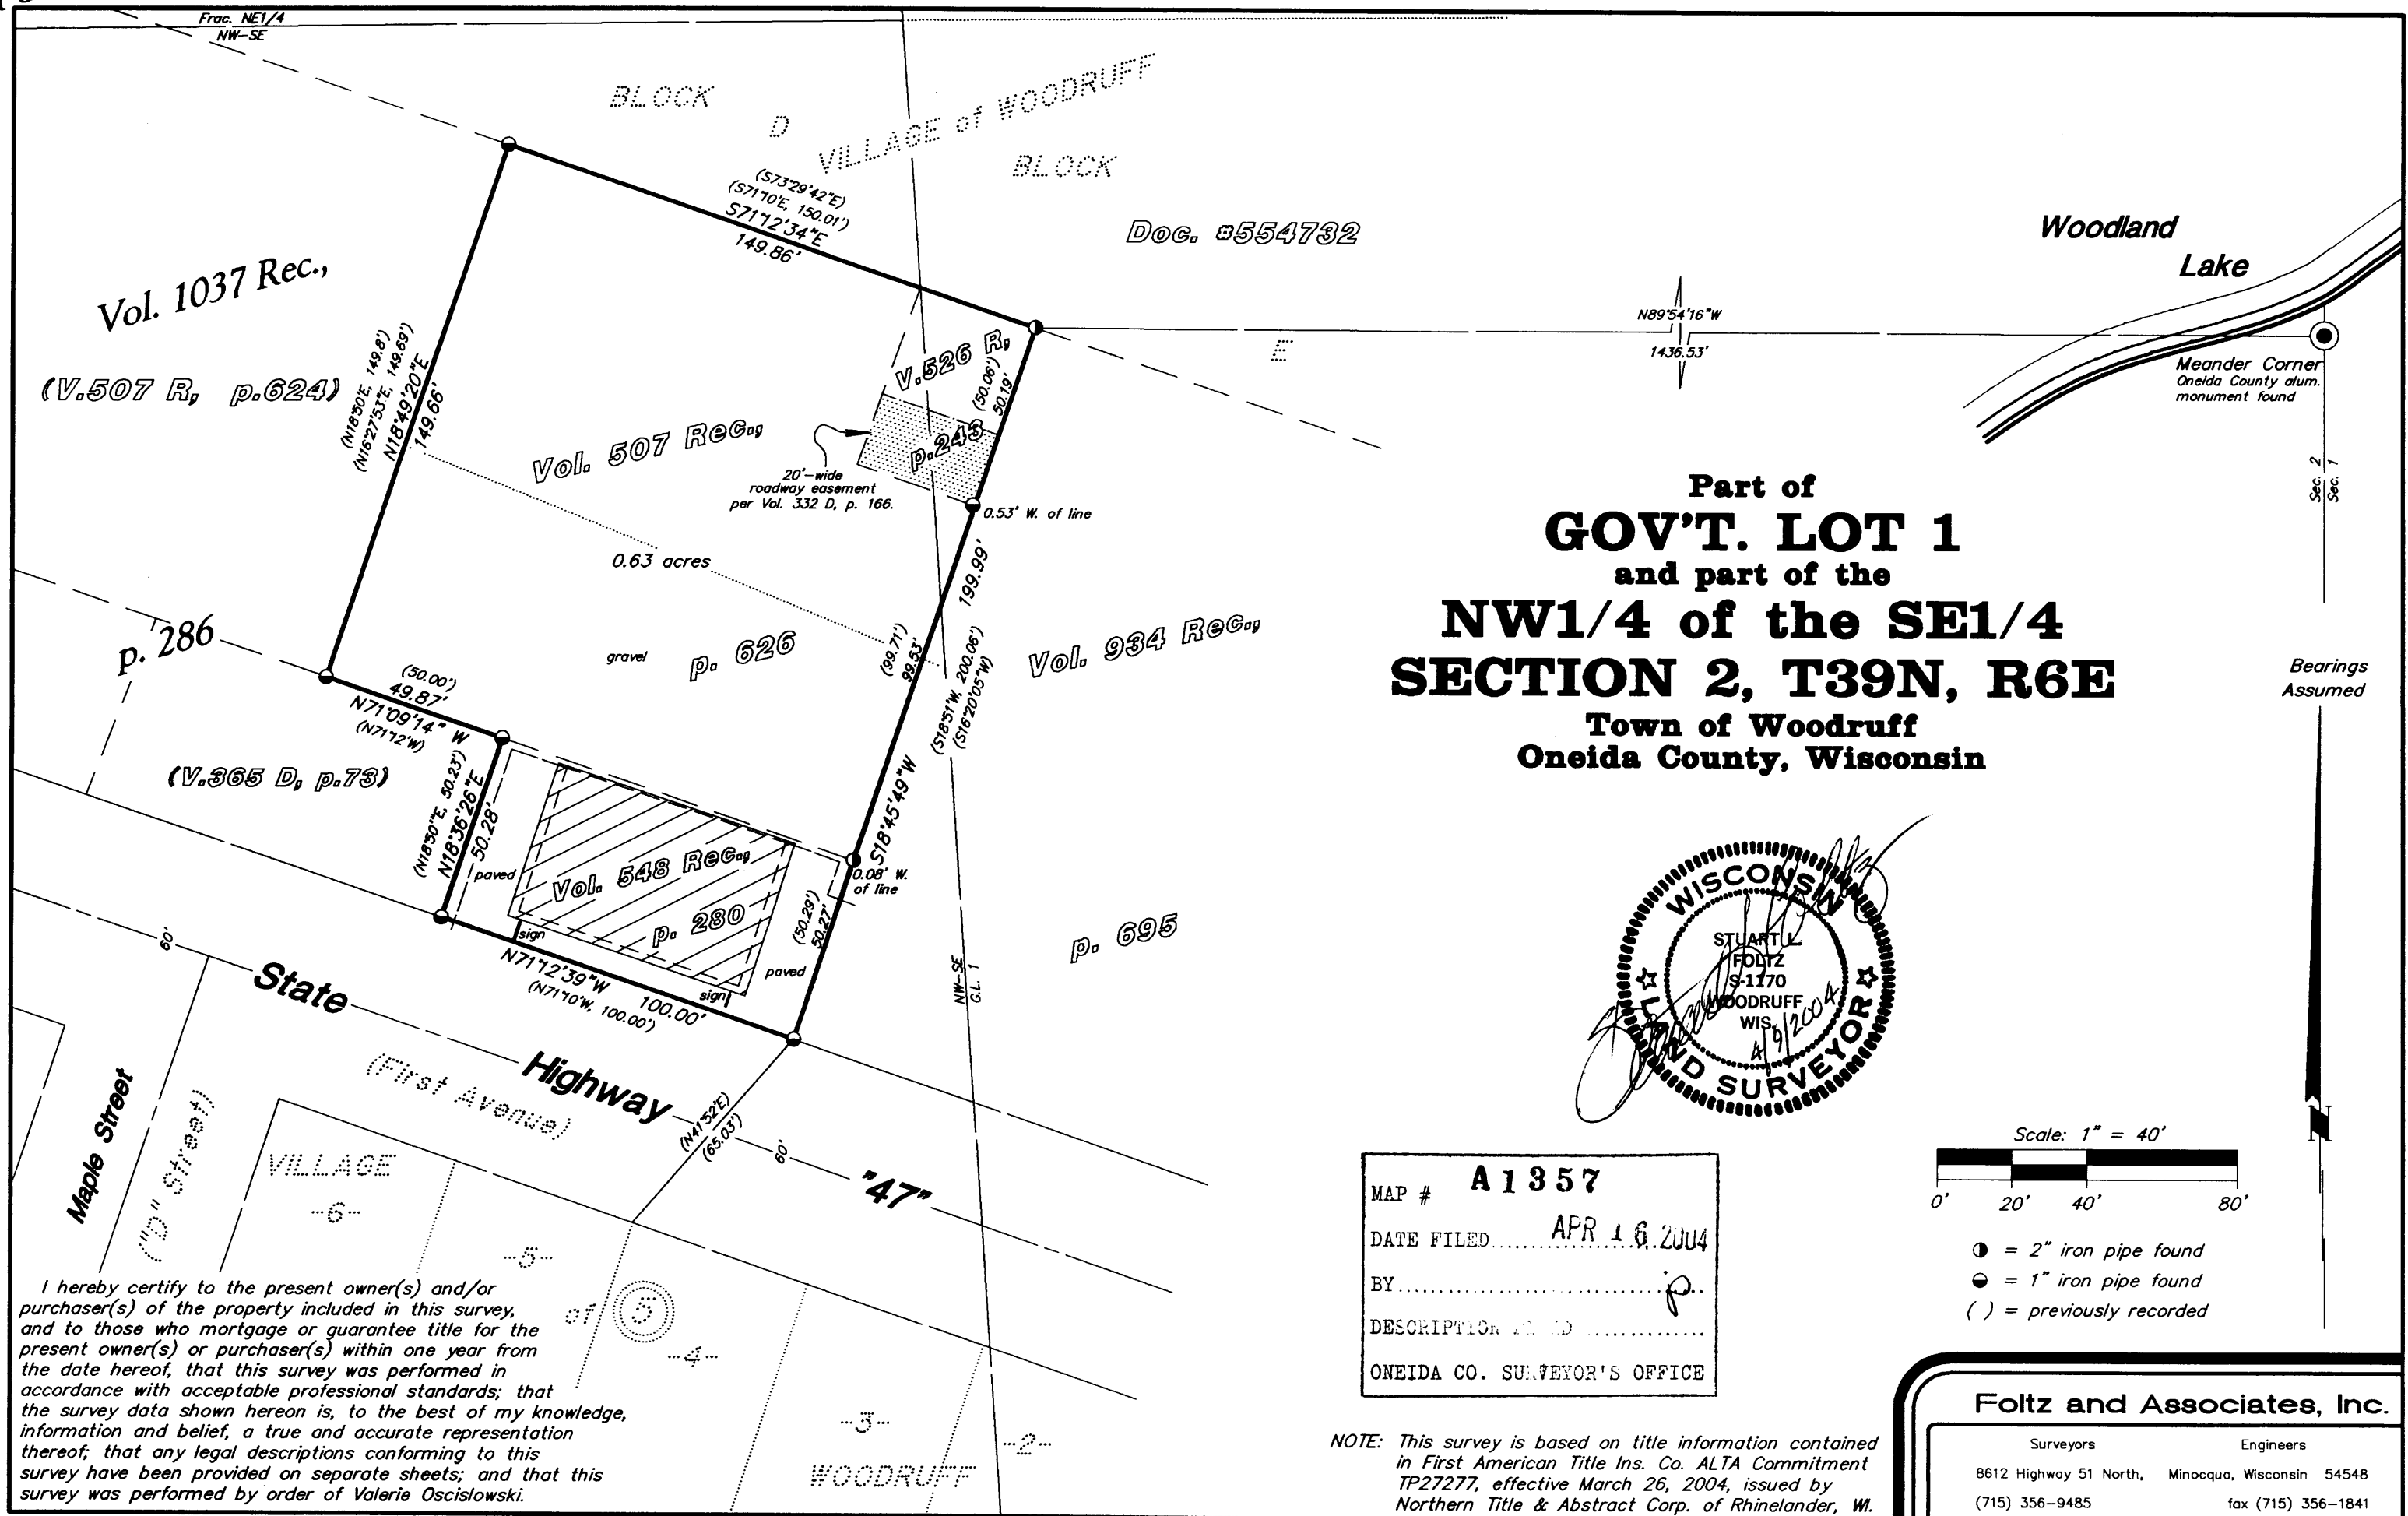 Frac. NE1/4
NW-SE
BLOCK
D
VILLAGE of WOODRUFF
BLOCK
E
Doc. #554732
(S73°29'42"E)
(S71°10'E, 150.01')
S71°12'34"E
149.86'
Vol. 1037 Rec.,
p. 286
(V.507 R, p.624)
(N18°50'E, 149.8')
(N16°27'53"E, 149.69')
N18°49'20"E
149.66'
Vol. 507 Rec.,
p. 626
V.526 R,
p.243
(50.06')
50.19'
20'-wide
roadway easement
per Vol. 332 D, p. 166.
0.53' W. of line
0.63 acres
gravel
199.99'
(99.71')
99.53'
(S18°51'W, 200.06')
(S16°20'05"W)
S18°45'49"W
Vol. 934 Rec.,
p. 695
(50.00')
49.87'
N71°09'14" W
(N71°12'W)
(V.365 D, p.73)
(N18°50'E, 50.23')
N18°36'26"E
50.28'
paved
Vol. 548 Rec.,
p. 280
sign
sign
paved
(50.29')
50.27'
0.08' W.
of line
N71°12'39"W 100.00'
(N71°10'W, 100.00')
NW-SE
G.L. 1
N89°54'16"W
1436.53'
Woodland
Lake
Meander Corner
Oneida County alum.
monument found
Sec. 2
Sec. 1
Part of
GOV'T. LOT 1
and part of the
NW1/4 of the SE1/4
SECTION 2, T39N, R6E
Town of Woodruff
Oneida County, Wisconsin
Bearings
Assumed
N
WISCONSIN
STUART L.
FOLTZ
S-1170
WOODRUFF
WIS.
LAND SURVEYOR
4/9/2004
State
Highway
"47"
(First Avenue)
60'
60'
(N41°52'E)
(65.03')
Maple Street
("D" Street)
VILLAGE
-6-
-5-
of 5
-4-
-3-
-2-
WOODRUFF
I hereby certify to the present owner(s) and/or
purchaser(s) of the property included in this survey,
and to those who mortgage or guarantee title for the
present owner(s) or purchaser(s) within one year from
the date hereof, that this survey was performed in
accordance with acceptable professional standards; that
the survey data shown hereon is, to the best of my knowledge,
information and belief, a true and accurate representation
thereof; that any legal descriptions conforming to this
survey have been provided on separate sheets; and that this
survey was performed by order of Valerie Oscislowski.
MAP # A1357
DATE FILED APR 16 2004
BY
DESCRIPTION
ONEIDA CO. SURVEYOR'S OFFICE
Scale: 1" = 40'
0' 20' 40' 80'
= 2" iron pipe found
= 1" iron pipe found
( ) = previously recorded
NOTE: This survey is based on title information contained
in First American Title Ins. Co. ALTA Commitment
TP27277, effective March 26, 2004, issued by
Northern Title & Abstract Corp. of Rhinelander, WI.
Foltz and Associates, Inc.
Surveyors Engineers
8612 Highway 51 North, Minocqua, Wisconsin 54548
(715) 356-9485 fax (715) 356-1841